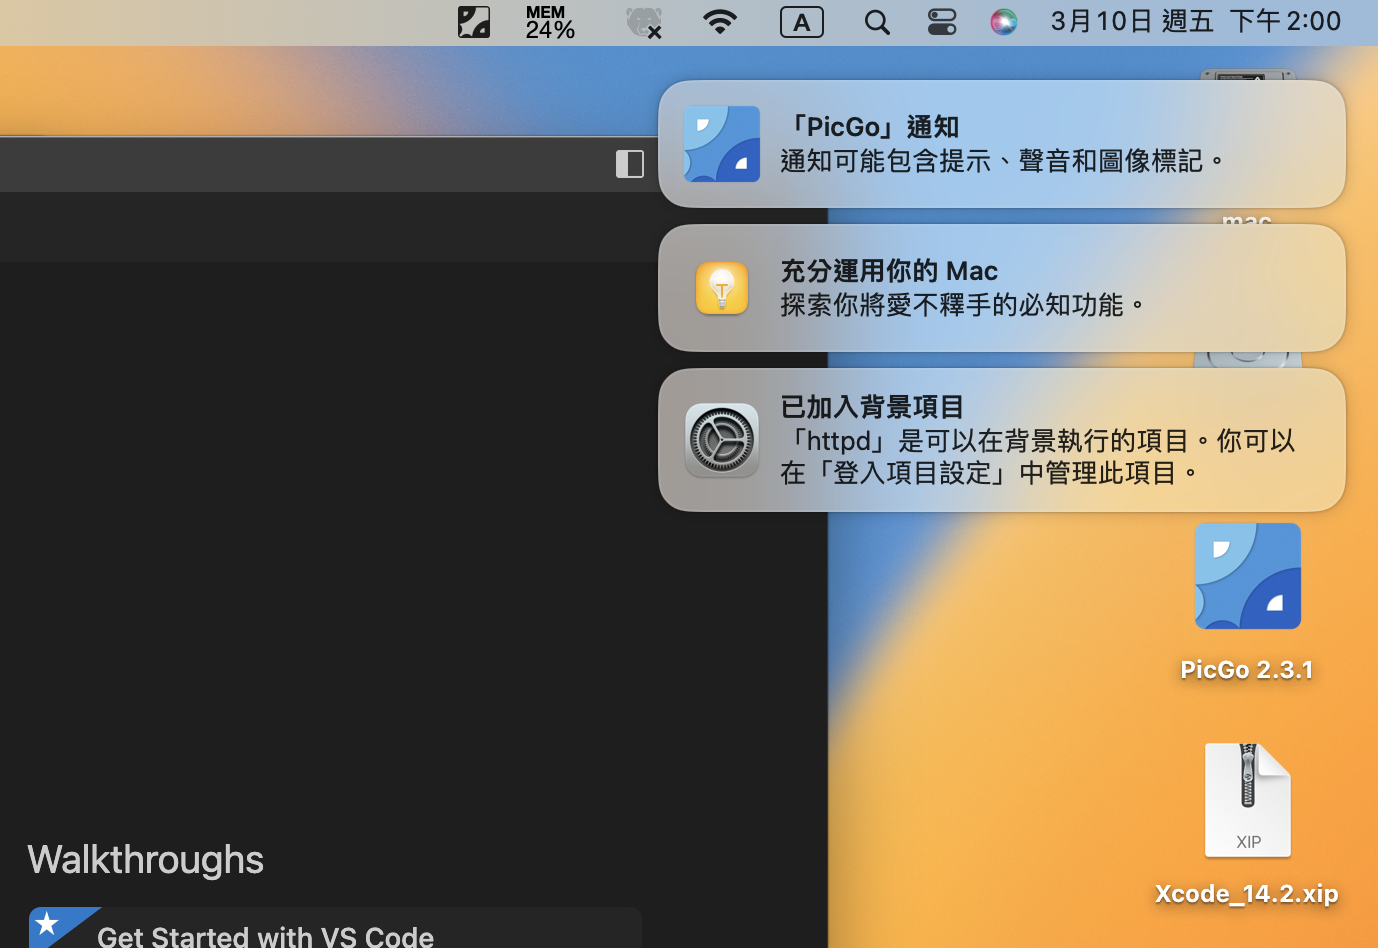 MEM
24%
A
3月10日 週五 下午2:00
「PicGo」通知
通知可能包含提示、聲音和圖像標記。
mac
充分運用你的 Mac
探索你將愛不釋手的必知功能。
已加入背景項目
「httpd」是可以在背景執行的項目。你可以
在「登入項目設定」中管理此項目。
PicGo 2.3.1
XIP
Xcode_14.2.xip
Walkthroughs
Get Started with VS Code